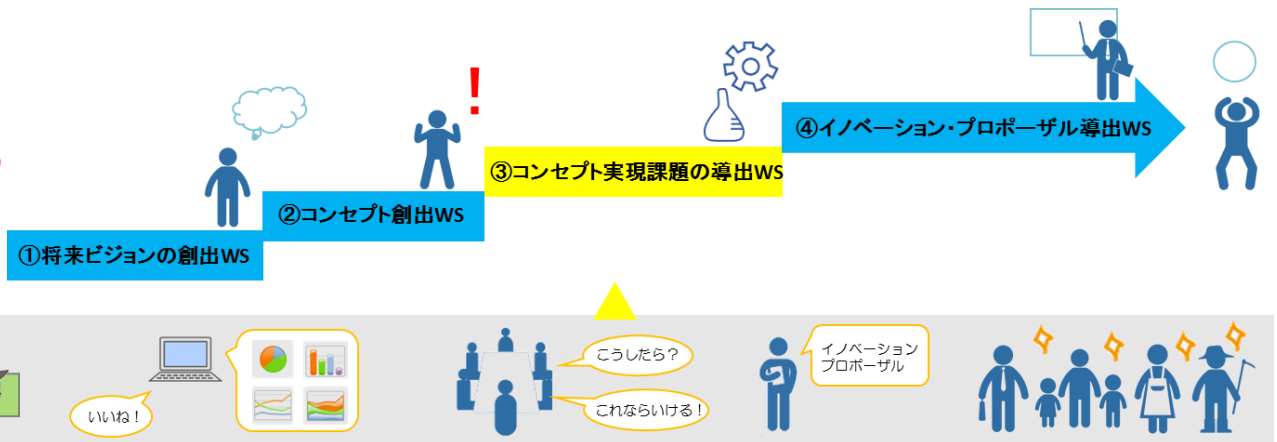 ④イノベーション・プロポーザル導出WS
③コンセプト実現課題の導出WS
②コンセプト創出WS
①将来ビジョンの創出WS
!
いいね！
こうしたら？
これならいける！
イノベーション
プロポーザル